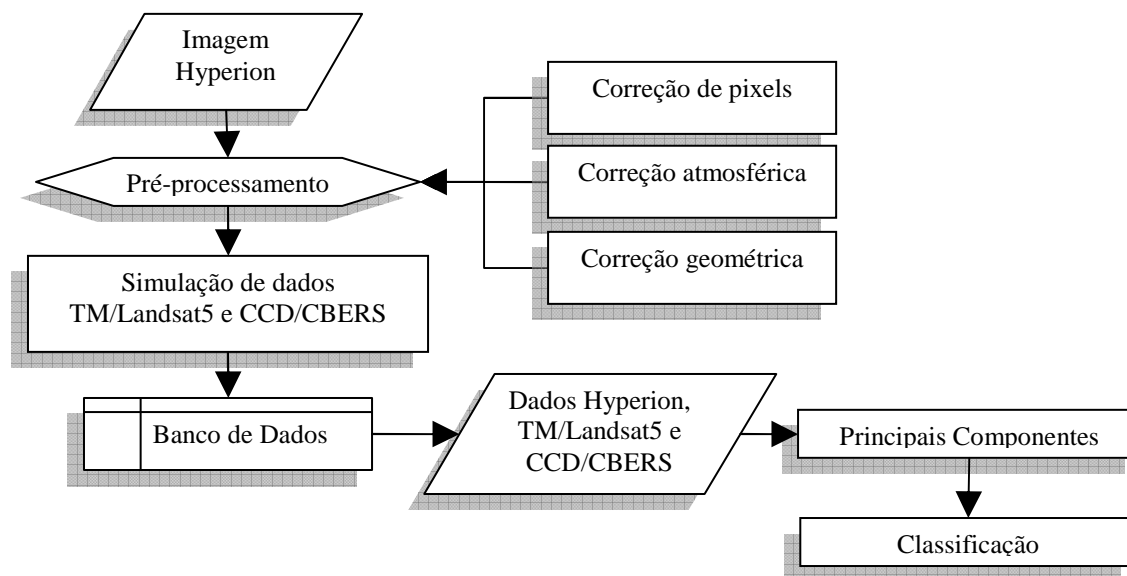 Imagem
Hyperion
Correção de pixels
Pré-processamento
Correção atmosférica
Correção geométrica
Simulação de dados
TM/Landsat5 e CCD/CBERS
Banco de Dados
Dados Hyperion,
TM/Landsat5 e
CCD/CBERS
Principais Componentes
Classificação